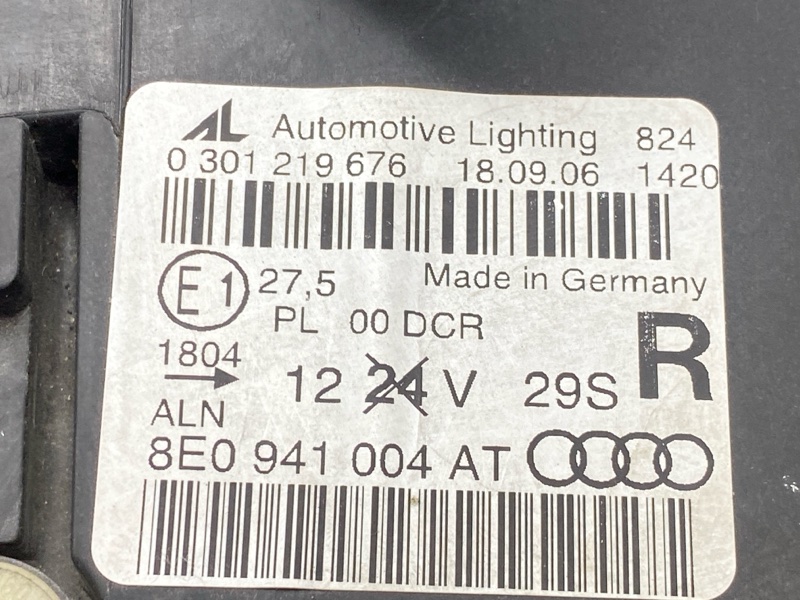 AL Automotive Lighting 824
0 301 219 676 18.09.06 1420
E1 27,5 Made in Germany
PL 00 DCR R
1804
12 24 V 29S
ALN
8E0 941 004 AT